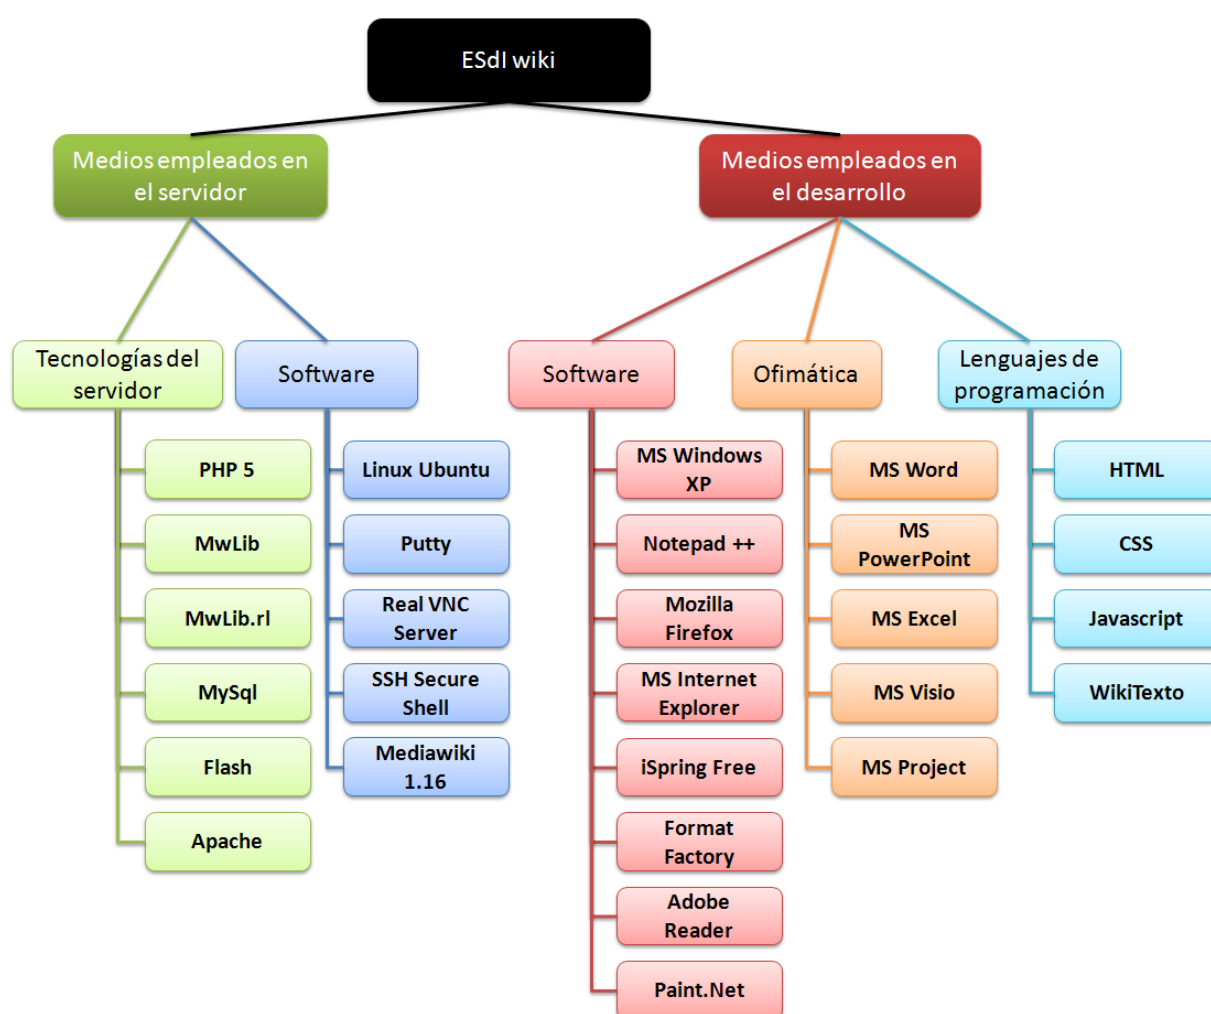 ESdI wiki
Medios empleados en
el servidor
Medios empleados en
el desarrollo
Tecnologías del
servidor
Software
Software
Ofimática
Lenguajes de
programación
PHP 5
MwLib
MwLib.rl
MySql
Flash
Apache
Linux Ubuntu
Putty
Real VNC
Server
SSH Secure
Shell
Mediawiki
1.16
MS Windows
XP
Notepad ++
Mozilla
Firefox
MS Internet
Explorer
iSpring Free
Format
Factory
Adobe
Reader
Paint.Net
MS Word
MS
PowerPoint
MS Excel
MS Visio
MS Project
HTML
CSS
Javascript
WikiTexto